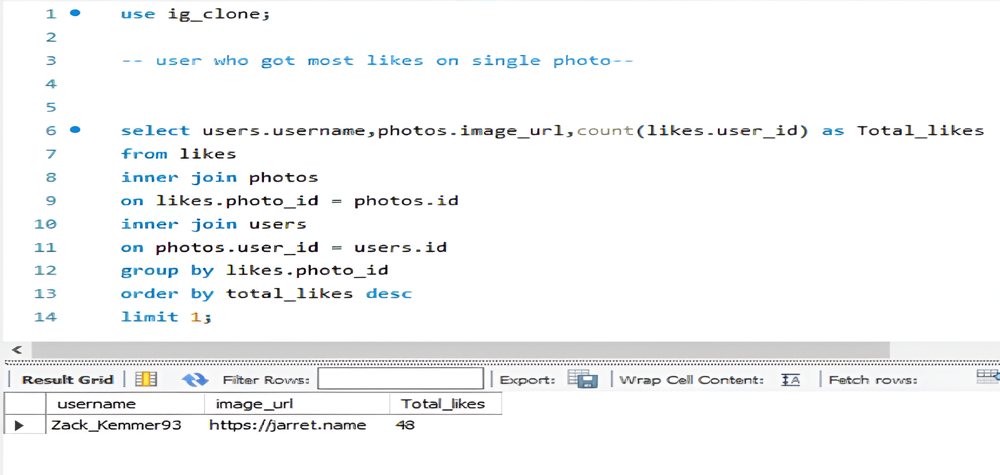 1 use ig_clone;
2
3 -- user who got most likes on single photo--
4
5
6 select users.username,photos.image_url,count(likes.user_id) as Total_likes
7 from likes
8 inner join photos
9 on likes.photo_id = photos.id
10 inner join users
11 on photos.user_id = users.id
12 group by likes.photo_id
13 order by total_likes desc
14 limit 1;
Result Grid Filter Rows: Export: Wrap Cell Content: Fetch rows:
username image_url Total_likes
Zack_Kemmer93 https://jarret.name 48